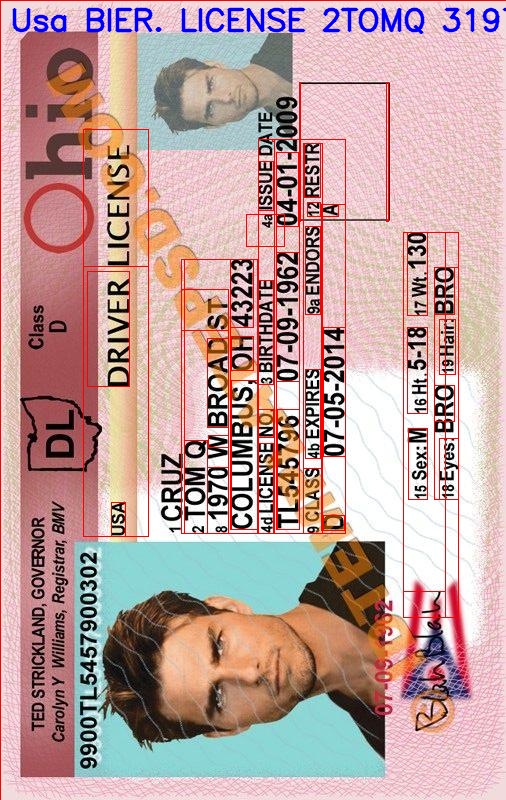 Usa BIER. LICENSE 2TOMQ 319
Ohio
DRIVER LICENSE
USA
Class
D
DL
TED STRICKLAND, GOVERNOR
Carolyn Y Williams, Registrar, BMV
9900TL5457900302
1 CRUZ
2 TOM Q
8 1970 W BROAD ST
COLUMBUS, OH 43223
4d LICENSE NO. 3 BIRTHDATE 4a ISSUE DATE
TL545796 07-09-1962 04-01-2009
9 CLASS 4b EXPIRES 9a ENDORS 12 RESTR
D 07-05-2014 A
15 Sex: M 16 Ht. 5-18 17 Wt. 130
18 Eyes: BRO 19 Hair: BRO
07-09-1962
Blah Blah